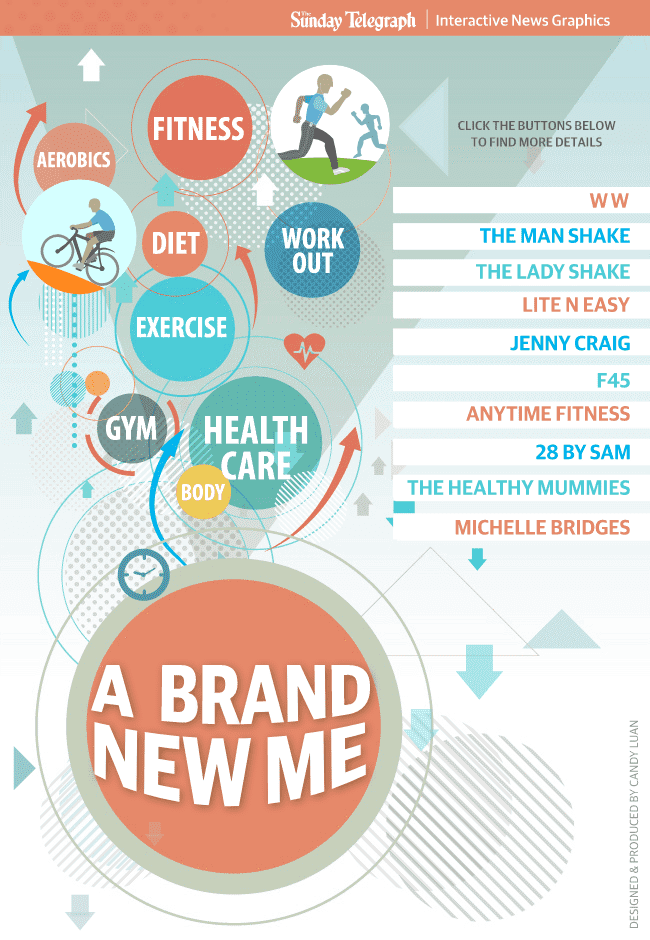 The Sunday Telegraph | Interactive News Graphics
FITNESS
AEROBICS
DIET
WORK
OUT
EXERCISE
GYM
HEALTH
CARE
BODY
A BRAND
NEW ME
CLICK THE BUTTONS BELOW
TO FIND MORE DETAILS
WW
THE MAN SHAKE
THE LADY SHAKE
LITE N EASY
JENNY CRAIG
F45
ANYTIME FITNESS
28 BY SAM
THE HEALTHY MUMMIES
MICHELLE BRIDGES
DESIGNED & PRODUCED BY CANDY LUAN